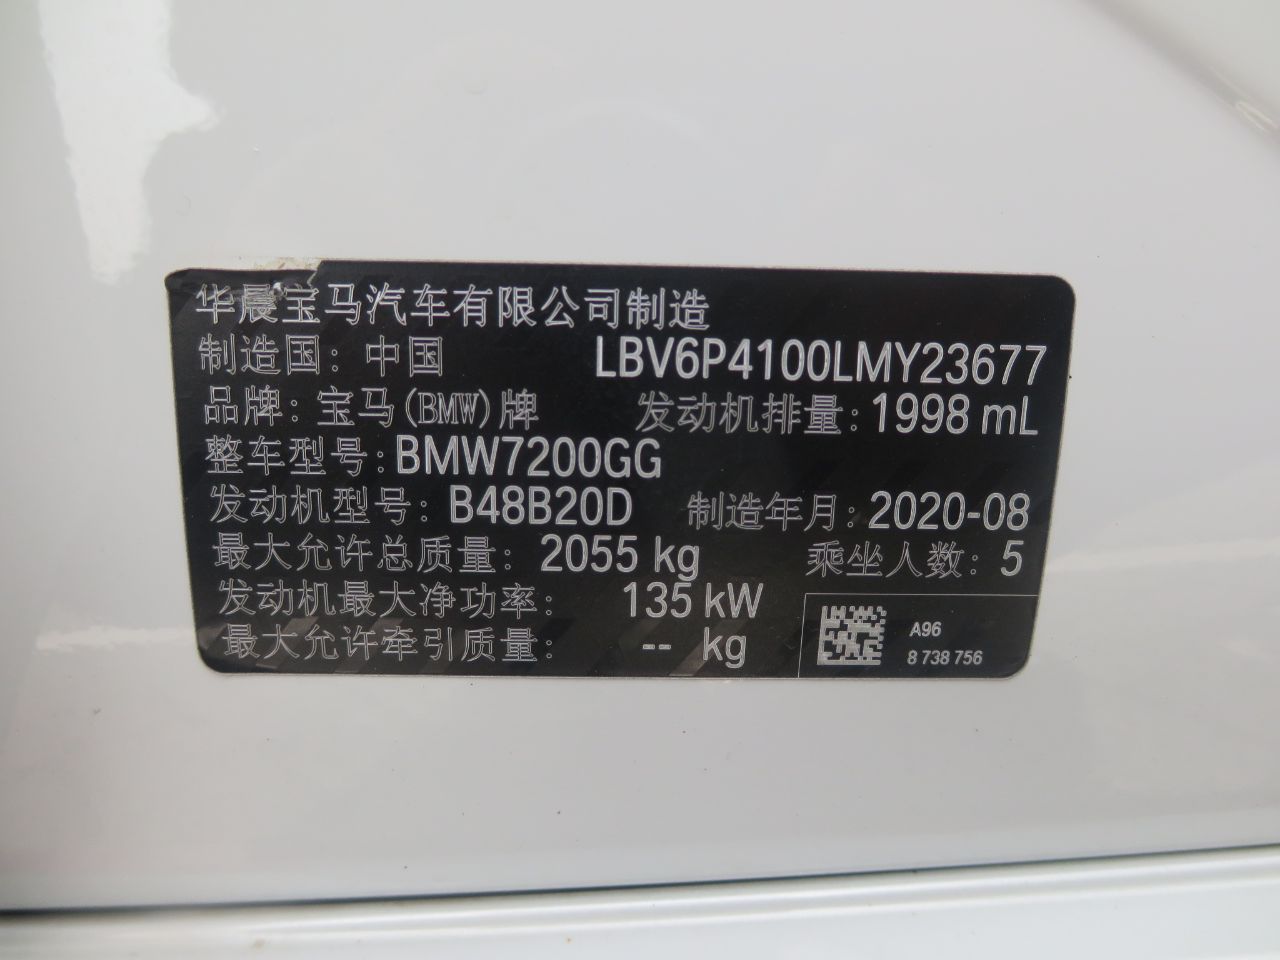 华晨宝马汽车有限公司制造
制造国: 中国 LBV6P4100LMY23677
品牌: 宝马(BMW)牌 发动机排量: 1998 mL
整车型号: BMW7200GG
发动机型号: B48B20D 制造年月: 2020-08
最大允许总质量: 2055 kg 乘坐人数: 5
发动机最大净功率: 135 kW
最大允许牵引质量: -- kg
A96
8 738 756